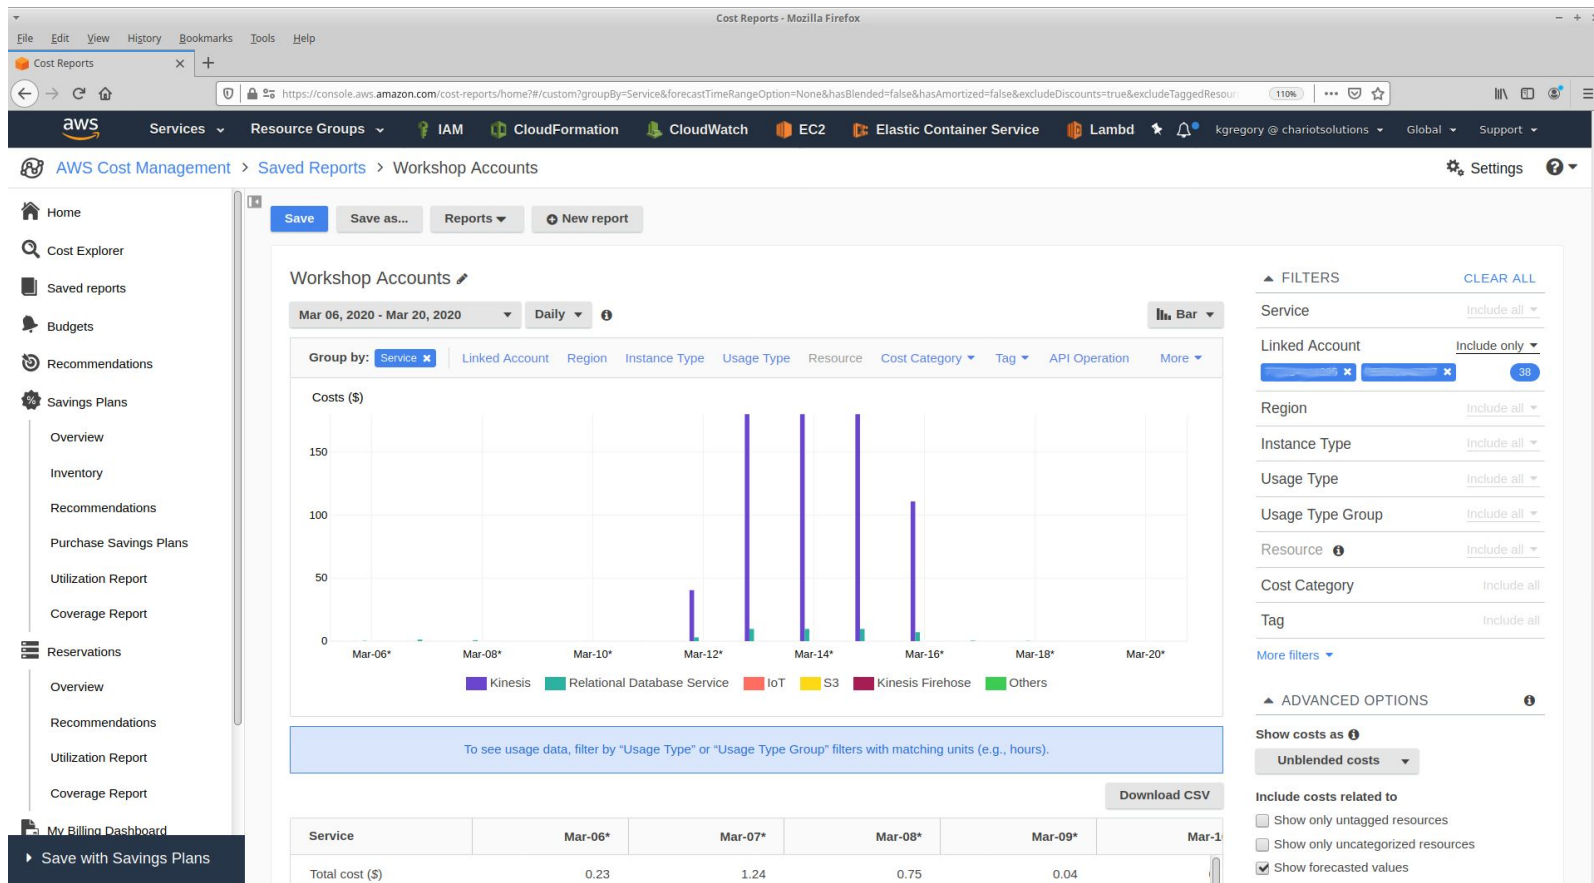 Cost Reports - Mozilla Firefox
File Edit View History Bookmarks Tools Help
Cost Reports
https://console.aws.amazon.com/cost-reports/home?#/custom?groupBy=Service&forecastTimeRangeOption=None&hasBlended=false&hasAmortized=false&excludeDiscounts=true&excludeTaggedResour 110%
aws Services Resource Groups IAM CloudFormation CloudWatch EC2 Elastic Container Service Lambd kgregory @ chariotsolutions Global Support
AWS Cost Management > Saved Reports > Workshop Accounts
Settings
Home
Cost Explorer
Saved reports
Budgets
Recommendations
Savings Plans
Overview
Inventory
Recommendations
Purchase Savings Plans
Utilization Report
Coverage Report
Reservations
Overview
Recommendations
Utilization Report
Coverage Report
My Billing Dashboard
Save with Savings Plans
Save Save as... Reports New report
Workshop Accounts
Mar 06, 2020 - Mar 20, 2020 Daily Bar
Group by: Service Linked Account Region Instance Type Usage Type Resource Cost Category Tag API Operation More
Costs ($)
150
100
50
0
Mar-06* Mar-08* Mar-10* Mar-12* Mar-14* Mar-16* Mar-18* Mar-20*
Kinesis Relational Database Service IoT S3 Kinesis Firehose Others
To see usage data, filter by “Usage Type” or “Usage Type Group” filters with matching units (e.g., hours).
Download CSV
Service Mar-06* Mar-07* Mar-08* Mar-09* Mar-1
Total cost ($) 0.23 1.24 0.75 0.04
FILTERS CLEAR ALL
Service Include all
Linked Account Include only
38
Region Include all
Instance Type Include all
Usage Type Include all
Usage Type Group Include all
Resource Include all
Cost Category Include all
Tag Include all
More filters
ADVANCED OPTIONS
Show costs as
Unblended costs
Include costs related to
Show only untagged resources
Show only uncategorized resources
Show forecasted values